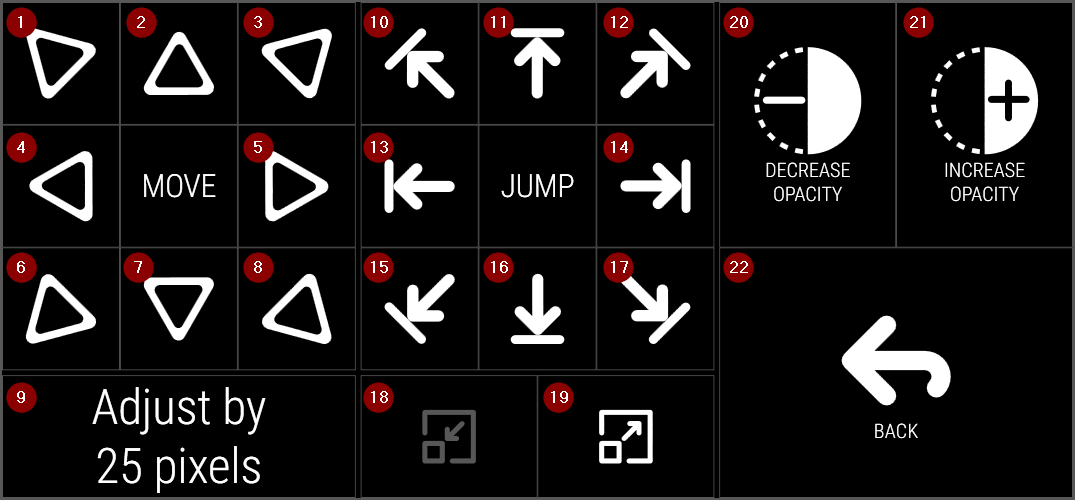 1
2
3
10
11
12
20
21
4
MOVE
5
13
JUMP
14
DECREASE
OPACITY
INCREASE
OPACITY
6
7
8
15
16
17
22
9
Adjust by
25 pixels
18
19
BACK